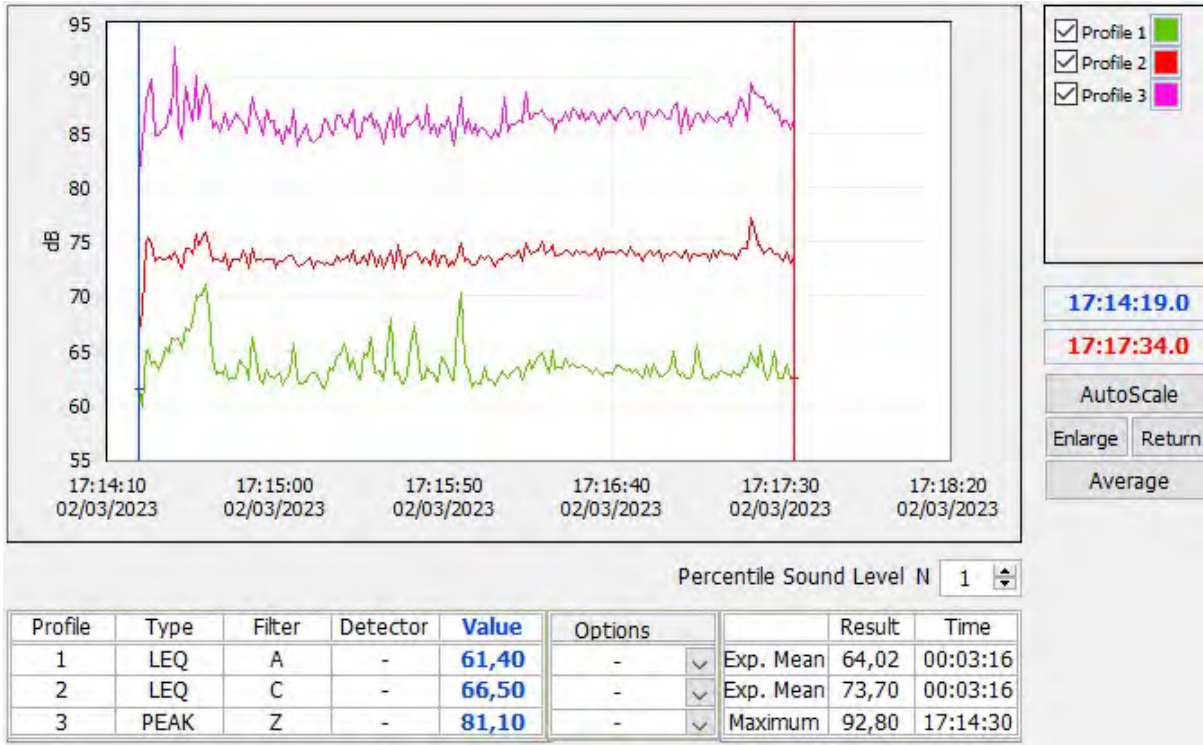 95
90
85
80
75
70
65
60
55
dB
17:14:10 17:15:00 17:15:50 17:16:40 17:17:30 17:18:20
02/03/2023 02/03/2023 02/03/2023 02/03/2023 02/03/2023 02/03/2023
Profile 1
Profile 2
Profile 3
17:14:19.0
17:17:34.0
AutoScale
Enlarge Return
Average
Percentile Sound Level N 1
Profile Type Filter Detector Value Options Result Time
1 LEQ A - 61,40 - Exp. Mean 64,02 00:03:16
2 LEQ C - 66,50 - Exp. Mean 73,70 00:03:16
3 PEAK Z - 81,10 - Maximum 92,80 17:14:30